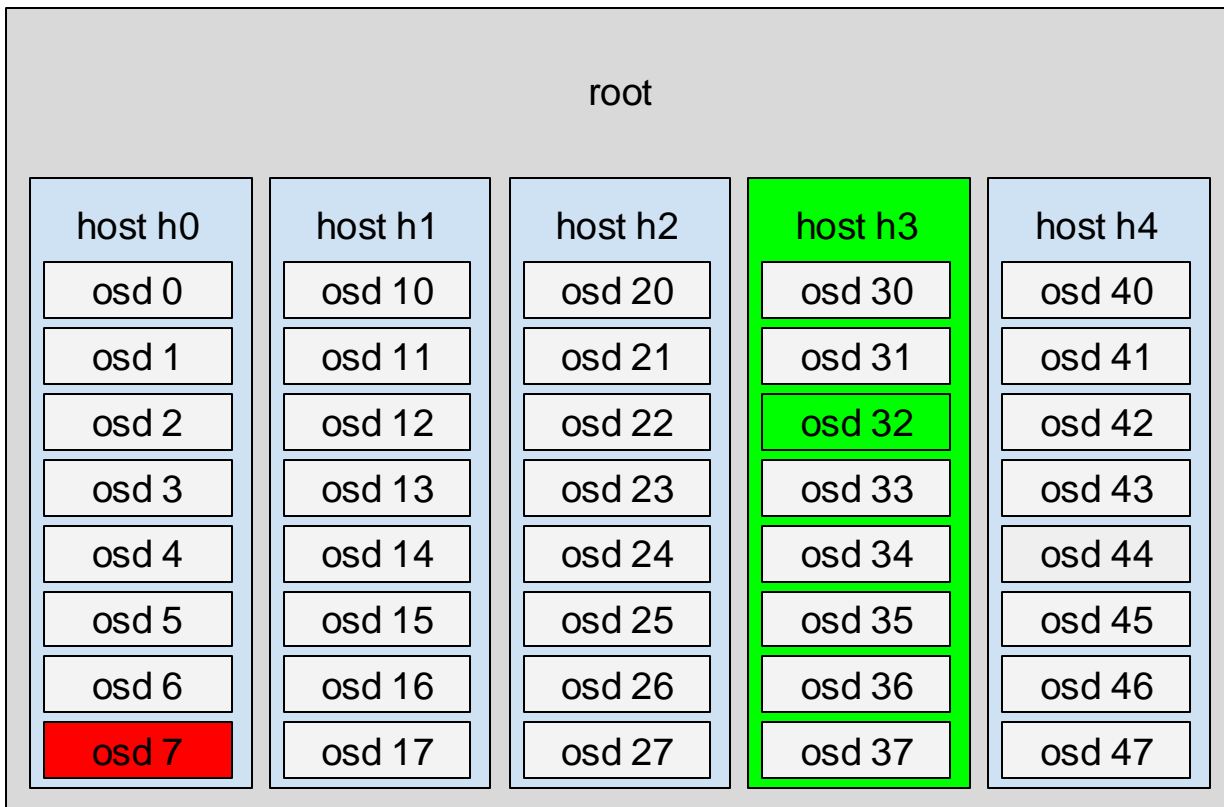 root
host h0
osd 0
osd 1
osd 2
osd 3
osd 4
osd 5
osd 6
osd 7
host h1
osd 10
osd 11
osd 12
osd 13
osd 14
osd 15
osd 16
osd 17
host h2
osd 20
osd 21
osd 22
osd 23
osd 24
osd 25
osd 26
osd 27
host h3
osd 30
osd 31
osd 32
osd 33
osd 34
osd 35
osd 36
osd 37
host h4
osd 40
osd 41
osd 42
osd 43
osd 44
osd 45
osd 46
osd 47